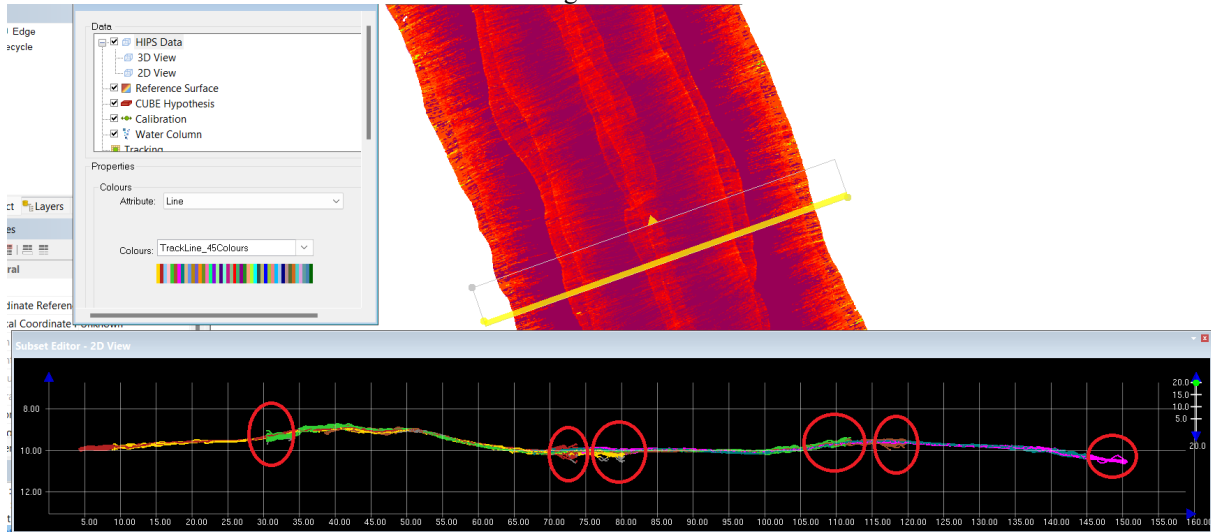 Edge
ecycle
Data
HIPS Data
3D View
2D View
Reference Surface
CUBE Hypothesis
Calibration
Water Column
Tracking
Properties
Colours
Attribute: Line
Colours: TrackLine_45Colours
ct Layers
es
ral
dinate Referen
tal Coordinate
Subset Editor - 2D View
8.00
10.00
12.00
20.0
15.0
10.0
5.0
20.0
5.00 10.00 15.00 20.00 25.00 30.00 35.00 40.00 45.00 50.00 55.00 60.00 65.00 70.00 75.00 80.00 85.00 90.00 95.00 100.00 105.00 110.00 115.00 120.00 125.00 130.00 135.00 140.00 145.00 150.00 155.00 160.00